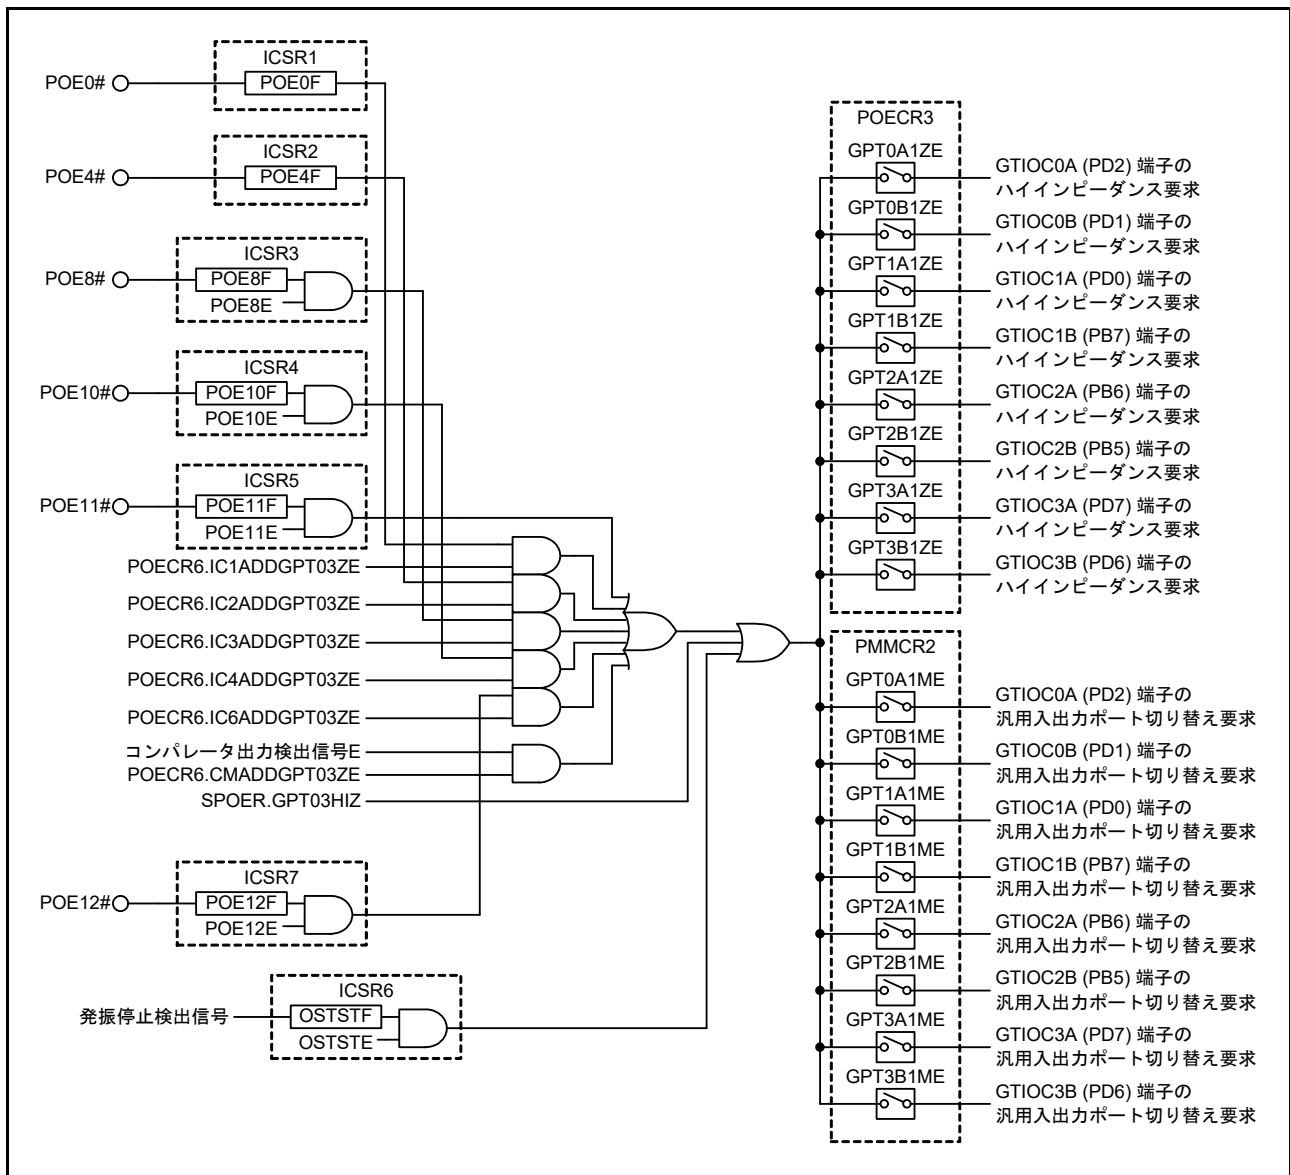 ICSR1
POE0#
POE0F
ICSR2
POE4#
POE4F
ICSR3
POE8#
POE8F
POE8E
ICSR4
POE10#
POE10F
POE10E
ICSR5
POE11#
POE11F
POE11E
POECR6.IC1ADDGPT03ZE
POECR6.IC2ADDGPT03ZE
POECR6.IC3ADDGPT03ZE
POECR6.IC4ADDGPT03ZE
POECR6.IC6ADDGPT03ZE
コンパレータ出力検出信号E
POECR6.CMADDGPT03ZE
SPOER.GPT03HIZ
ICSR7
POE12#
POE12F
POE12E
ICSR6
発振停止検出信号
OSTSTF
OSTSTE
POECR3
GPT0A1ZE
GTIOC0A (PD2) 端子の
ハイインピーダンス要求
GPT0B1ZE
GTIOC0B (PD1) 端子の
ハイインピーダンス要求
GPT1A1ZE
GTIOC1A (PD0) 端子の
ハイインピーダンス要求
GPT1B1ZE
GTIOC1B (PB7) 端子の
ハイインピーダンス要求
GPT2A1ZE
GTIOC2A (PB6) 端子の
ハイインピーダンス要求
GPT2B1ZE
GTIOC2B (PB5) 端子の
ハイインピーダンス要求
GPT3A1ZE
GTIOC3A (PD7) 端子の
ハイインピーダンス要求
GPT3B1ZE
GTIOC3B (PD6) 端子の
ハイインピーダンス要求
PMMCR2
GPT0A1ME
GTIOC0A (PD2) 端子の
汎用入出力ポート切り替え要求
GPT0B1ME
GTIOC0B (PD1) 端子の
汎用入出力ポート切り替え要求
GPT1A1ME
GTIOC1A (PD0) 端子の
汎用入出力ポート切り替え要求
GPT1B1ME
GTIOC1B (PB7) 端子の
汎用入出力ポート切り替え要求
GPT2A1ME
GTIOC2A (PB6) 端子の
汎用入出力ポート切り替え要求
GPT2B1ME
GTIOC2B (PB5) 端子の
汎用入出力ポート切り替え要求
GPT3A1ME
GTIOC3A (PD7) 端子の
汎用入出力ポート切り替え要求
GPT3B1ME
GTIOC3B (PD6) 端子の
汎用入出力ポート切り替え要求